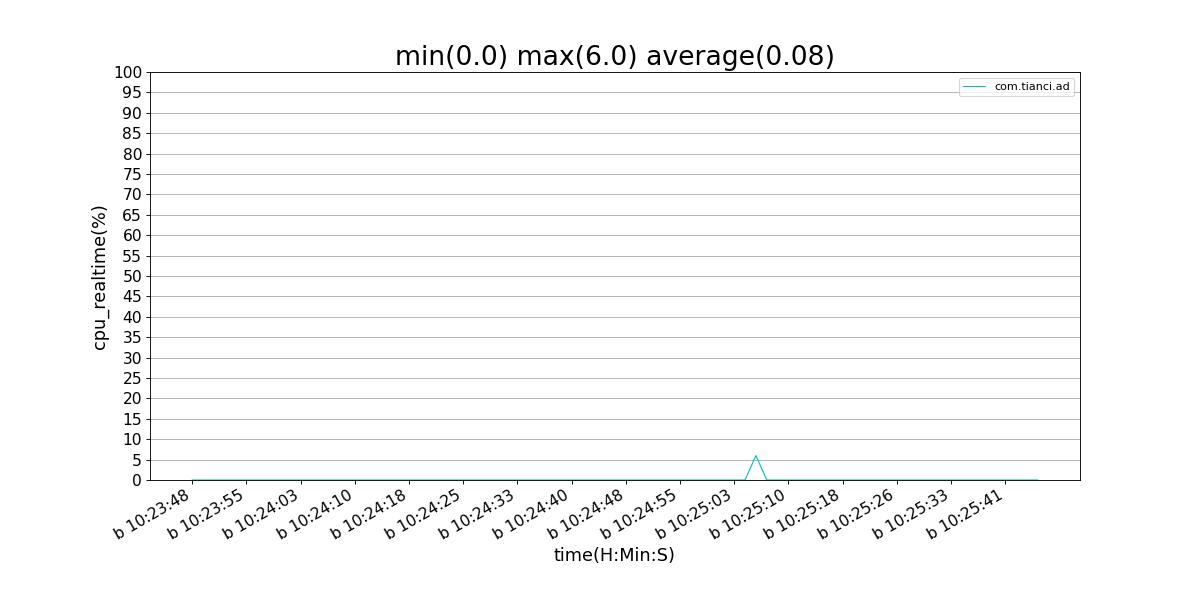 min(0.0) max(6.0) average(0.08)
com.tianci.ad
100
95
90
85
80
75
70
65
60
55
50
45
40
35
30
25
20
15
10
5
0
cpu_realtime(%)
b 10:23:48
b 10:23:55
b 10:24:03
b 10:24:10
b 10:24:18
b 10:24:25
b 10:24:33
b 10:24:40
b 10:24:48
b 10:24:55
b 10:25:03
b 10:25:10
b 10:25:18
b 10:25:26
b 10:25:33
b 10:25:41
time(H:Min:S)